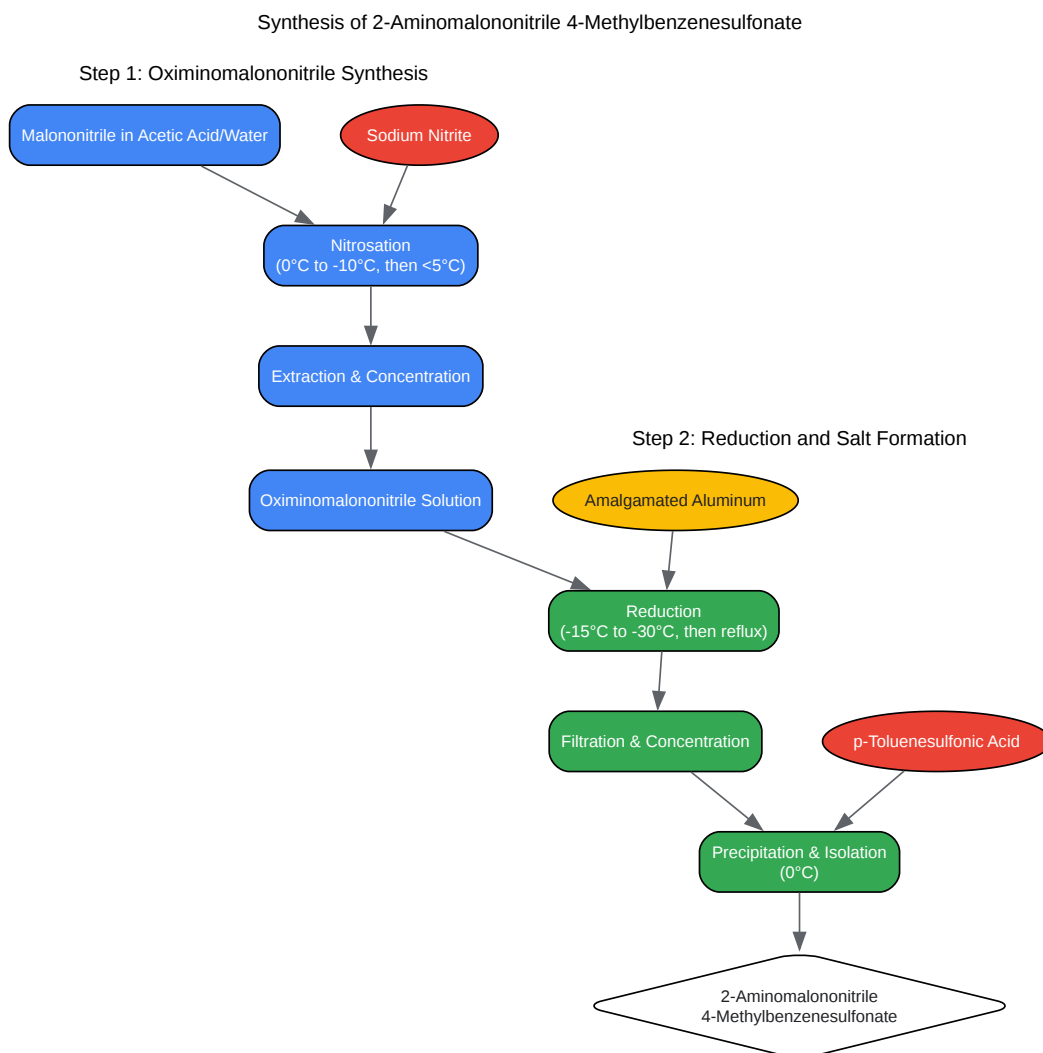 Synthesis of 2-Aminomalononitrile 4-Methylbenzenesulfonate
Step 1: Oximinomalononitrile Synthesis
Malononitrile in Acetic Acid/Water
Sodium Nitrite
Nitrosation
(0°C to -10°C, then <5°C)
Extraction & Concentration
Step 2: Reduction and Salt Formation
Oximinomalononitrile Solution
Amalgamated Aluminum
Reduction
(-15°C to -30°C, then reflux)
Filtration & Concentration
p-Toluenesulfonic Acid
Precipitation & Isolation
(0°C)
2-Aminomalononitrile
4-Methylbenzenesulfonate